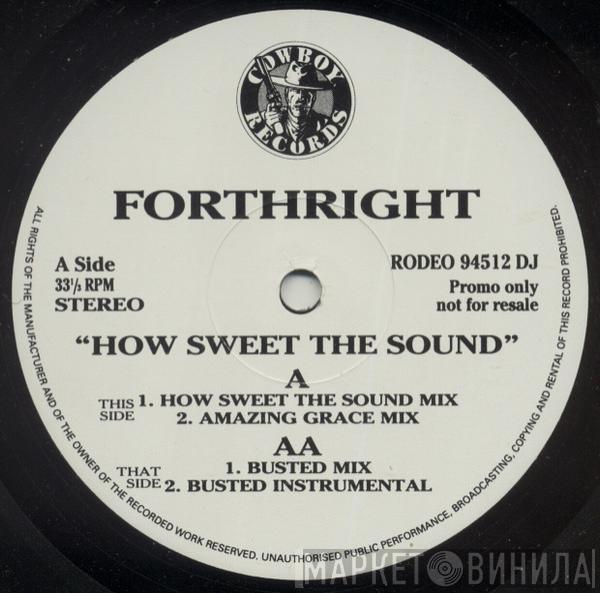 COWBOY
RECORDS
FORTHRIGHT
A Side
33⅓ RPM
STEREO
RODEO 94512 DJ
Promo only
not for resale
"HOW SWEET THE SOUND"
A
THIS SIDE
1. HOW SWEET THE SOUND MIX
2. AMAZING GRACE MIX
AA
THAT SIDE
1. BUSTED MIX
2. BUSTED INSTRUMENTAL
ALL RIGHTS OF THE MANUFACTURER AND OF THE OWNER OF THE RECORDED WORK RESERVED. UNAUTHORISED PUBLIC PERFORMANCE, BROADCASTING, COPYING AND RENTAL OF THIS RECORD PROHIBITED.
МАРКЕТ ВИНИЛА